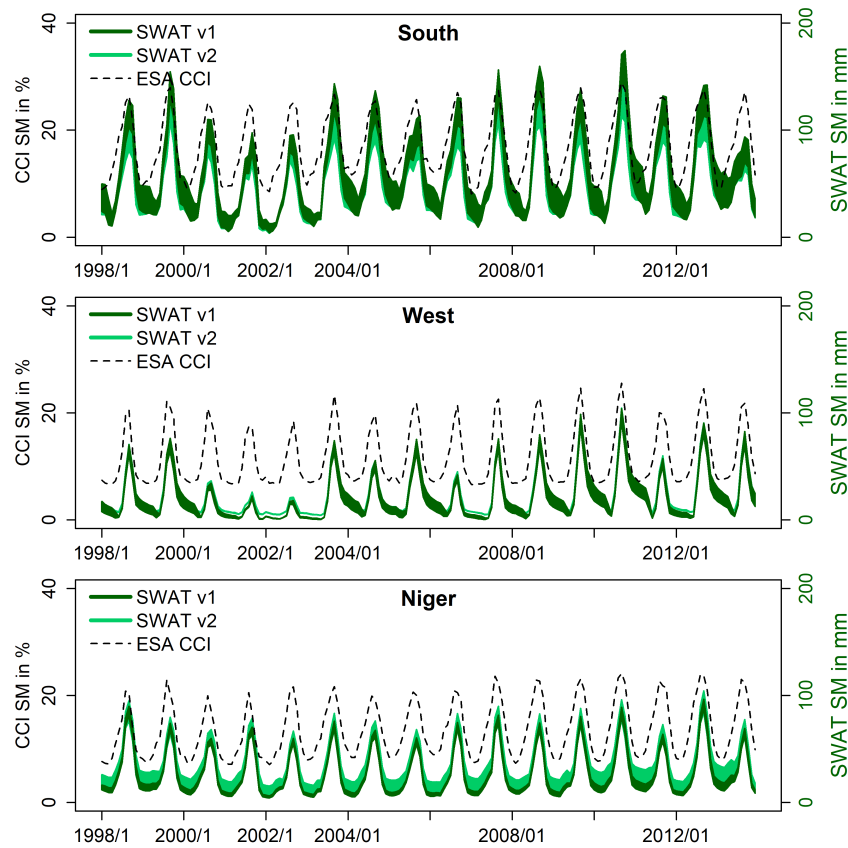 South
SWAT v1
SWAT v2
ESA CCI
CCI SM in %
0
20
40
SWAT SM in mm
0
100
200
1998/1 2000/1 2002/1 2004/01 2008/01 2012/01
West
SWAT v1
SWAT v2
ESA CCI
CCI SM in %
0
20
40
SWAT SM in mm
0
100
200
1998/1 2000/1 2002/1 2004/01 2008/01 2012/01
Niger
SWAT v1
SWAT v2
ESA CCI
CCI SM in %
0
20
40
SWAT SM in mm
0
100
200
1998/1 2000/1 2002/1 2004/01 2008/01 2012/01